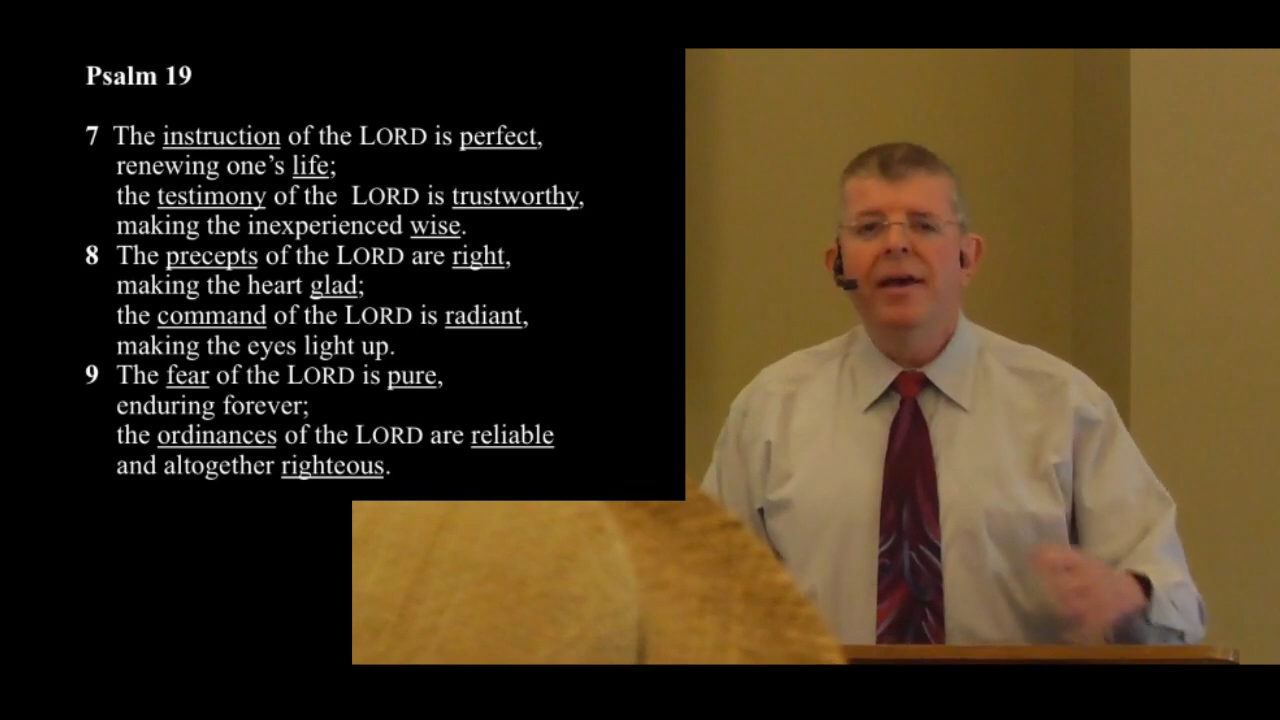 Psalm 19
7 The instruction of the LORD is perfect,
renewing one’s life;
the testimony of the LORD is trustworthy,
making the inexperienced wise.
8 The precepts of the LORD are right,
making the heart glad;
the command of the LORD is radiant,
making the eyes light up.
9 The fear of the LORD is pure,
enduring forever;
the ordinances of the LORD are reliable
and altogether righteous.